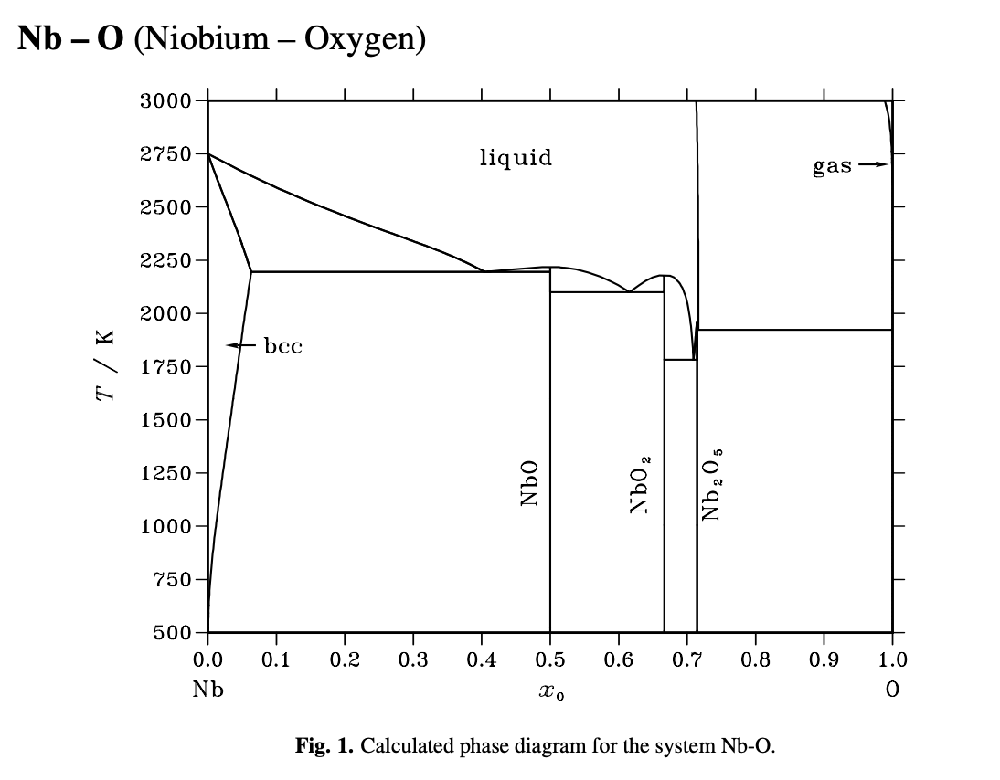 Nb – O (Niobium – Oxygen)
3000
2750
2500
2250
2000
1750
1500
1250
1000
750
500
T / K
liquid
gas
bcc
NbO
NbO₂
Nb₂O₅
0.0 0.1 0.2 0.3 0.4 0.5 0.6 0.7 0.8 0.9 1.0
Nb xO O
Fig. 1. Calculated phase diagram for the system Nb-O.